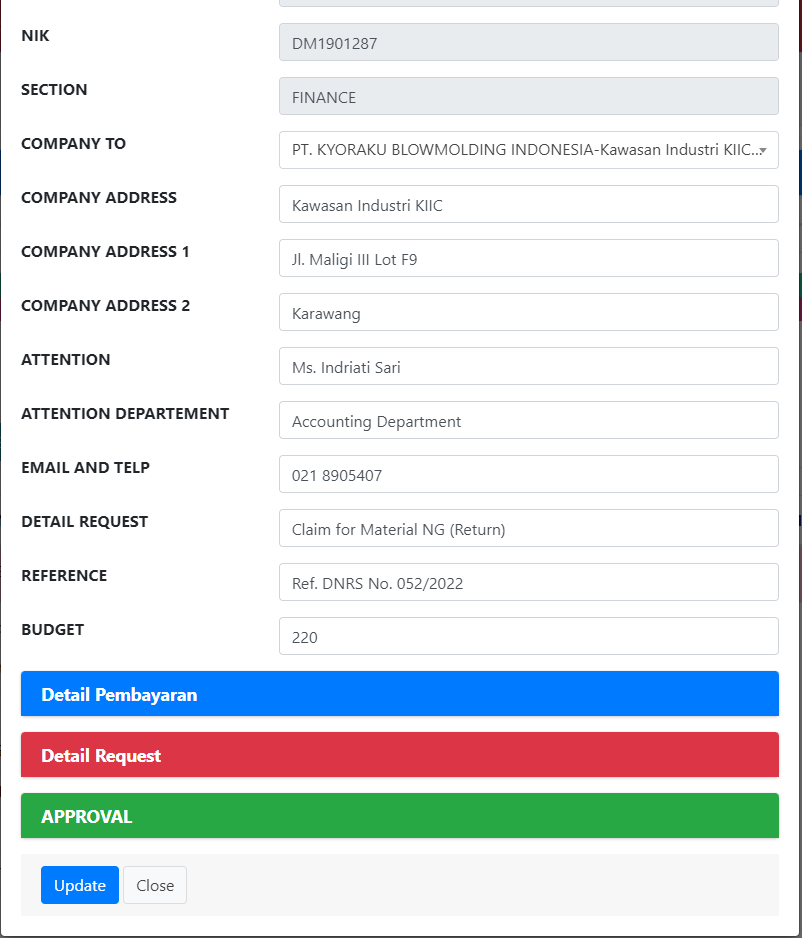 NIK
DM1901287
SECTION
FINANCE
COMPANY TO
PT. KYORAKU BLOWMOLDING INDONESIA-Kawasan Industri KIIC...
COMPANY ADDRESS
Kawasan Industri KIIC
COMPANY ADDRESS 1
Jl. Maligi III Lot F9
COMPANY ADDRESS 2
Karawang
ATTENTION
Ms. Indriati Sari
ATTENTION DEPARTEMENT
Accounting Department
EMAIL AND TELP
021 8905407
DETAIL REQUEST
Claim for Material NG (Return)
REFERENCE
Ref. DNRS No. 052/2022
BUDGET
220
Detail Pembayaran
Detail Request
APPROVAL
Update Close